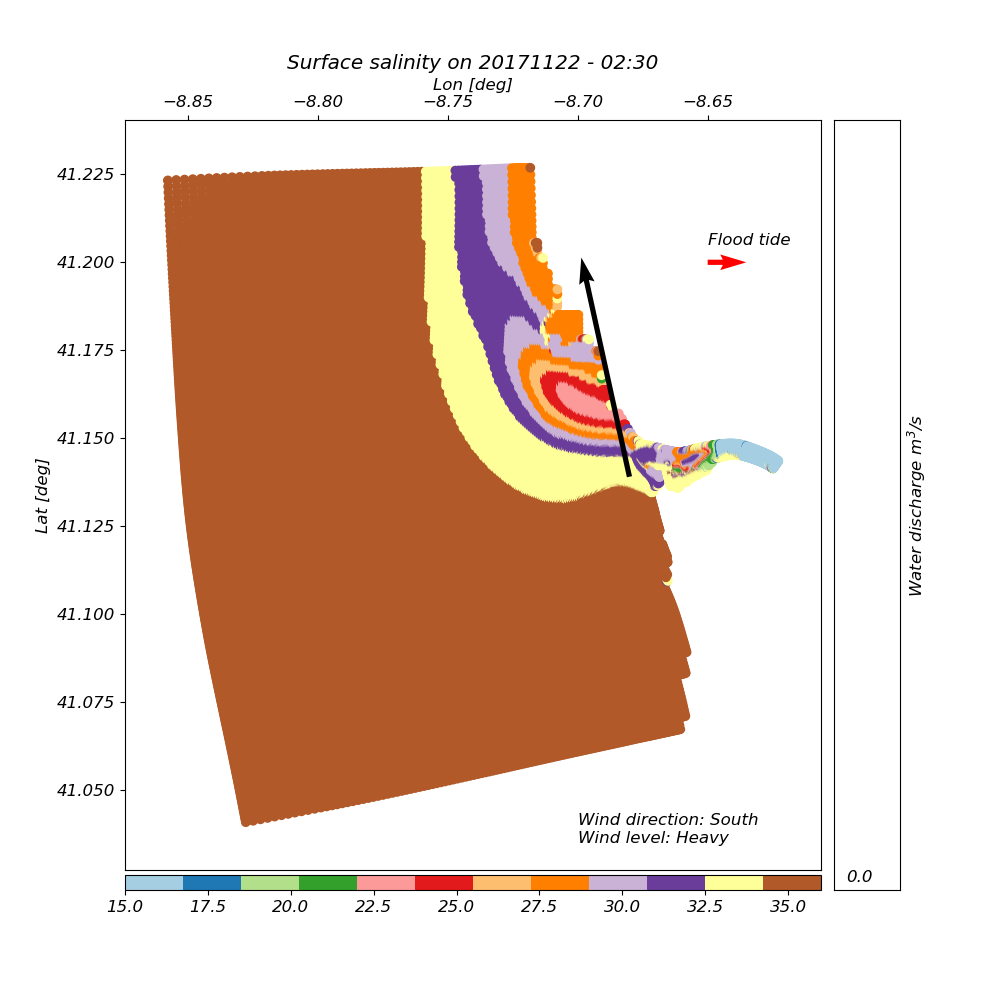 Surface salinity on 20171122 - 02:30
Lon [deg]
−8.85 −8.80 −8.75 −8.70 −8.65
41.225
41.200
41.175
41.150
41.125
41.100
41.075
41.050
Lat [deg]
Flood tide
Wind direction: South
Wind level: Heavy
15.0 17.5 20.0 22.5 25.0 27.5 30.0 32.5 35.0
0.0
Water discharge m³/s